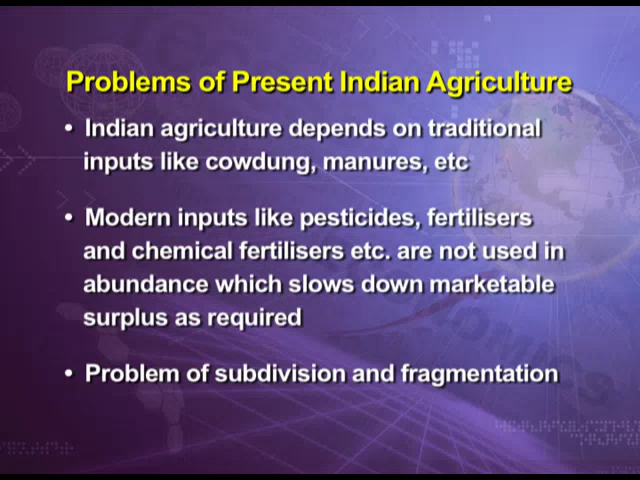 Problems of Present Indian Agriculture
• Indian agriculture depends on traditional
inputs like cowdung, manures, etc
• Modern inputs like pesticides, fertilisers
and chemical fertilisers etc. are not used in
abundance which slows down marketable
surplus as required
• Problem of subdivision and fragmentation